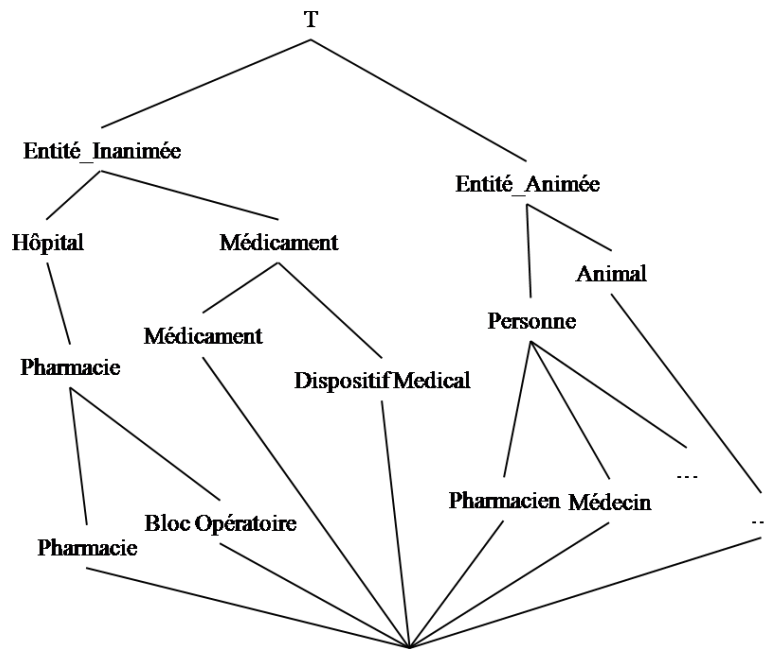 T
Entité_Inanimée
Entité_Animée
Hôpital
Médicament
Animal
Personne
Médicament
Pharmacie
Dispositif Medical
...
Pharmacien
Médecin
Bloc Opératoire
..
Pharmacie